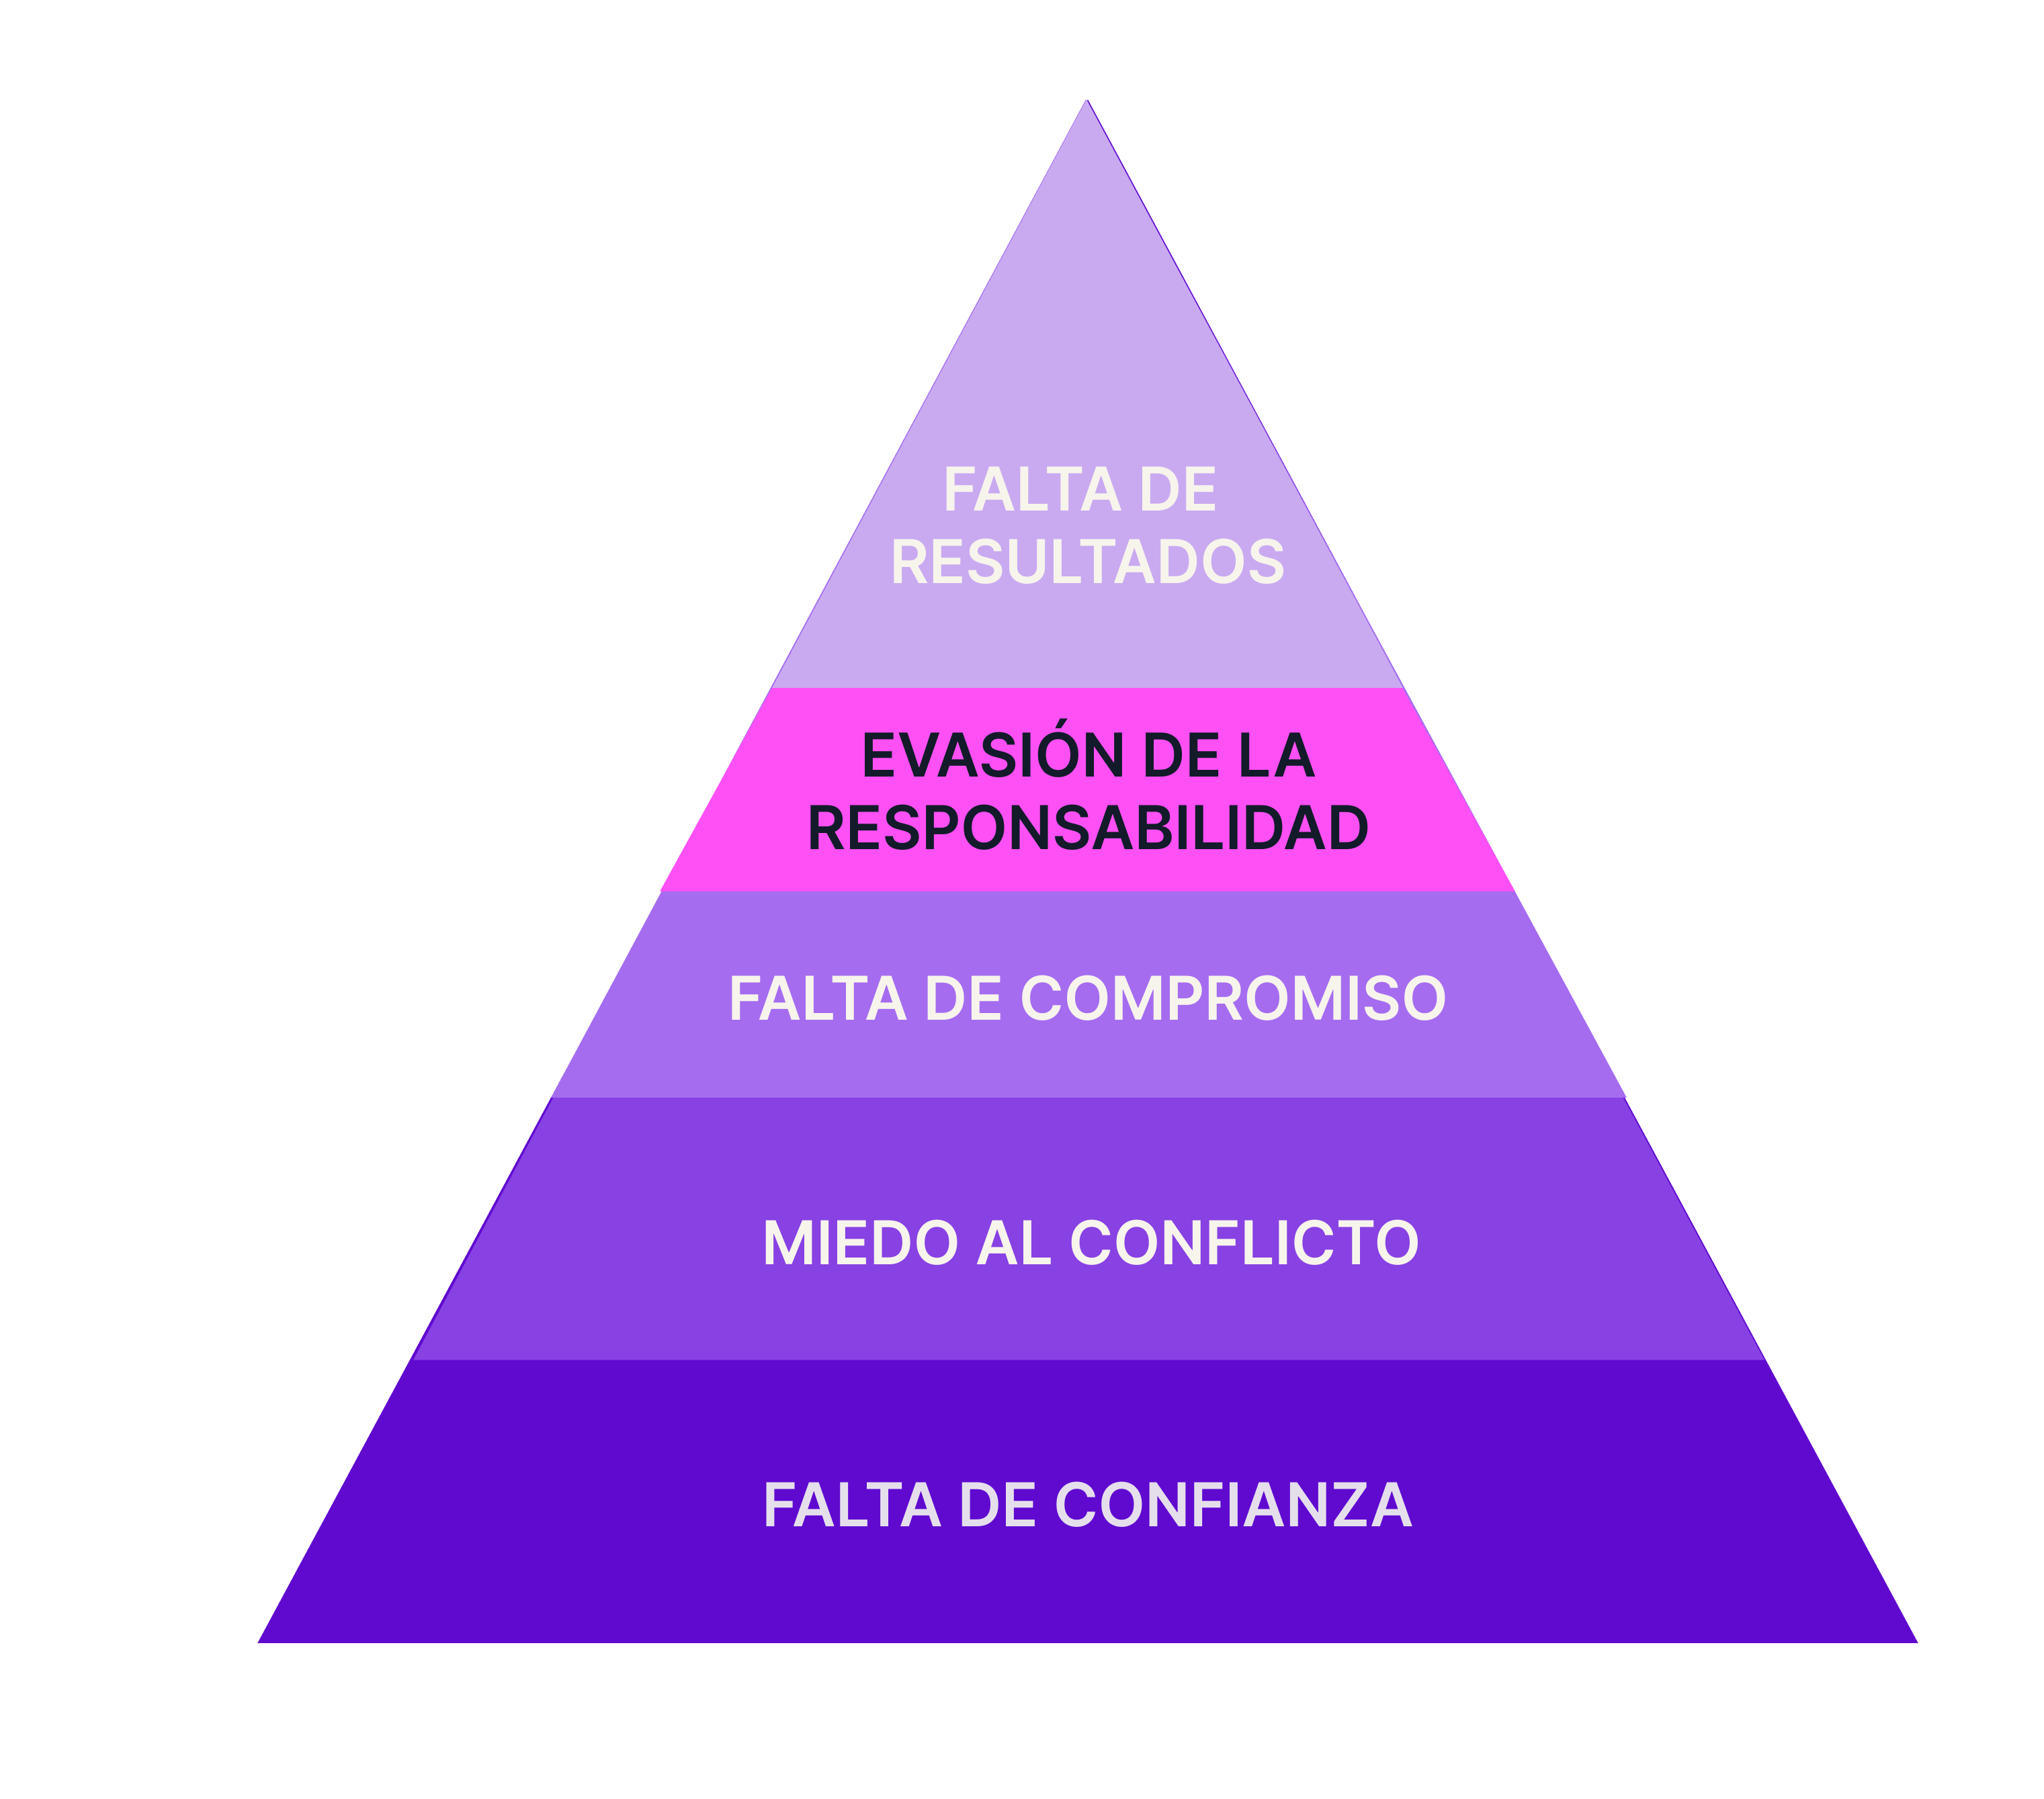 FALTA DE
RESULTADOS
EVASIÓN DE LA
RESPONSABILIDAD
FALTA DE COMPROMISO
MIEDO AL CONFLICTO
FALTA DE CONFIANZA